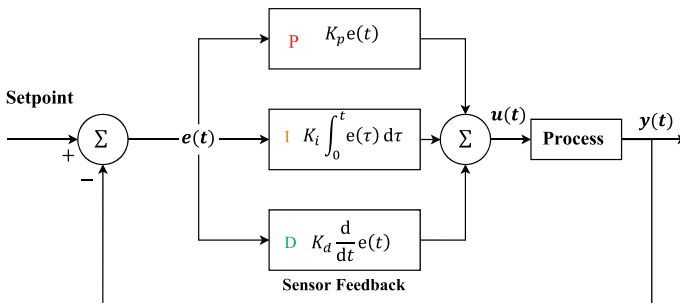 P K_p e(t)
Setpoint
Σ
+
−
e(t)
I K_i ∫_0^t e(τ) dτ
Σ
u(t)
Process
y(t)
D K_d d/dt e(t)
Sensor Feedback